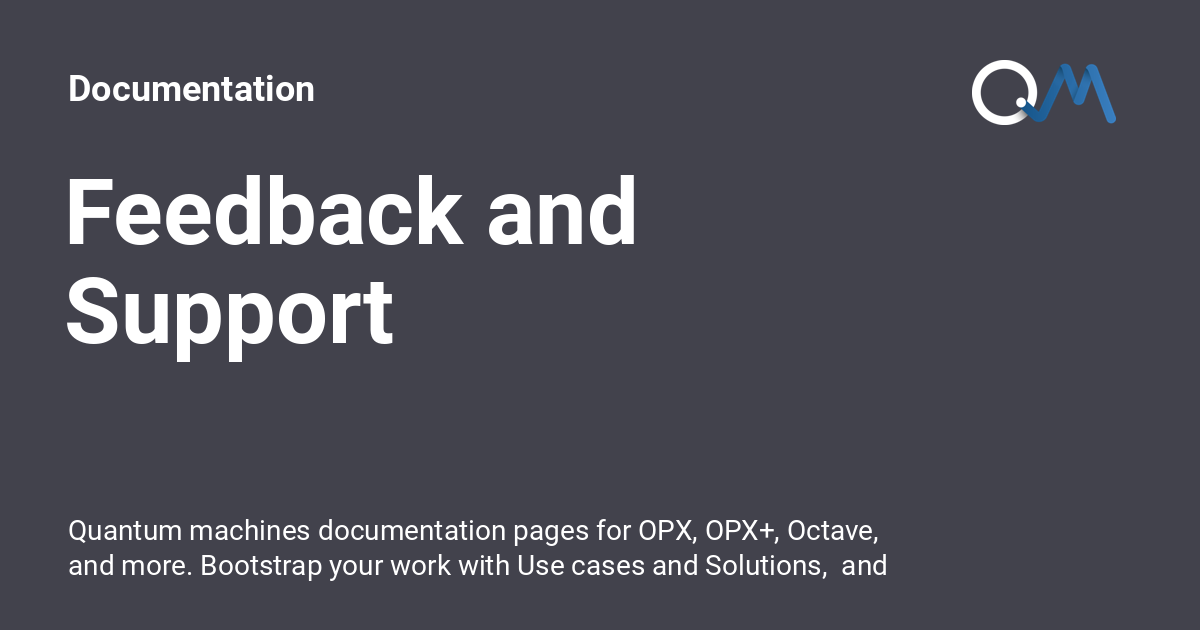 Documentation
QM
Feedback and
Support
Quantum machines documentation pages for OPX, OPX+, Octave,
and more. Bootstrap your work with Use cases and Solutions,  and